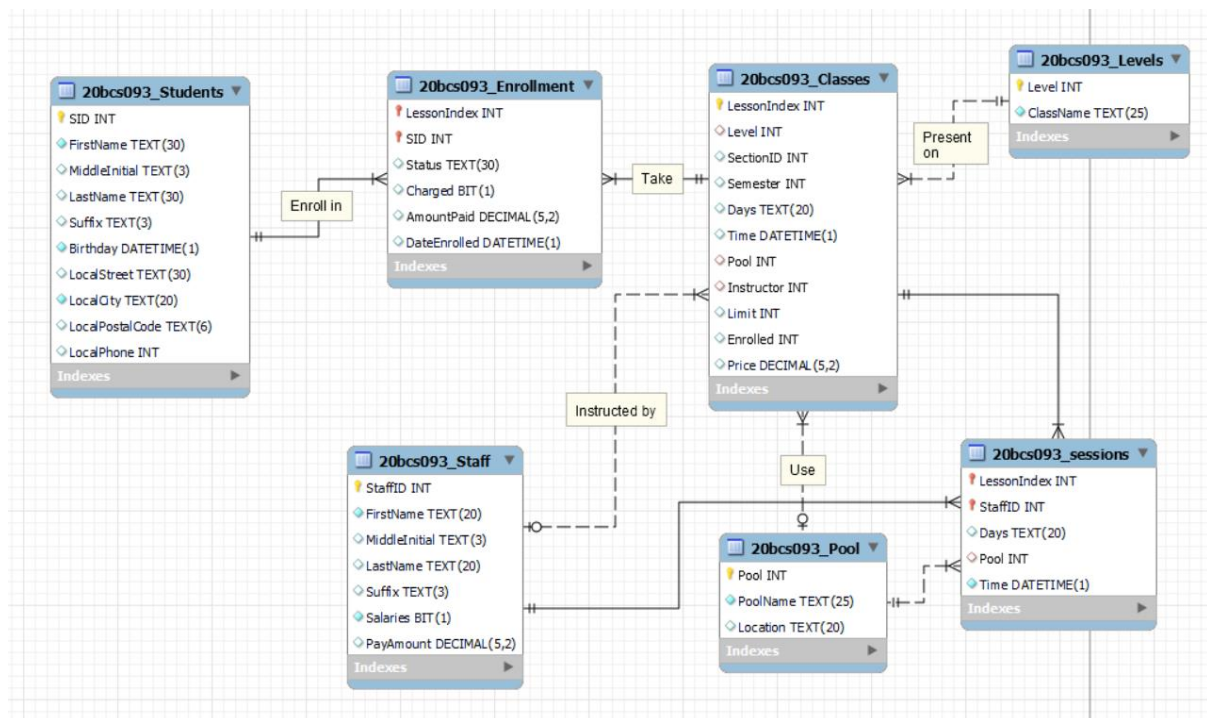 20bcs093_Students
SID INT
FirstName TEXT(30)
MiddleInitial TEXT(3)
LastName TEXT(30)
Suffix TEXT(3)
Birthday DATETIME(1)
LocalStreet TEXT(30)
LocalCity TEXT(20)
LocalPostalCode TEXT(6)
LocalPhone INT
Indexes
Enroll in
20bcs093_Enrollment
LessonIndex INT
SID INT
Status TEXT(30)
Charged BIT(1)
AmountPaid DECIMAL(5,2)
DateEnrolled DATETIME(1)
Indexes
Take
20bcs093_Classes
LessonIndex INT
Level INT
SectionID INT
Semester INT
Days TEXT(20)
Time DATETIME(1)
Pool INT
Instructor INT
Limit INT
Enrolled INT
Price DECIMAL(5,2)
Indexes
Present
on
20bcs093_Levels
Level INT
ClassName TEXT(25)
Indexes
Instructed by
20bcs093_Staff
StaffID INT
FirstName TEXT(20)
MiddleInitial TEXT(3)
LastName TEXT(20)
Suffix TEXT(3)
Salaries BIT(1)
PayAmount DECIMAL(5,2)
Indexes
Use
20bcs093_Pool
Pool INT
PoolName TEXT(25)
Location TEXT(20)
Indexes
20bcs093_sessions
LessonIndex INT
StaffID INT
Days TEXT(20)
Pool INT
Time DATETIME(1)
Indexes